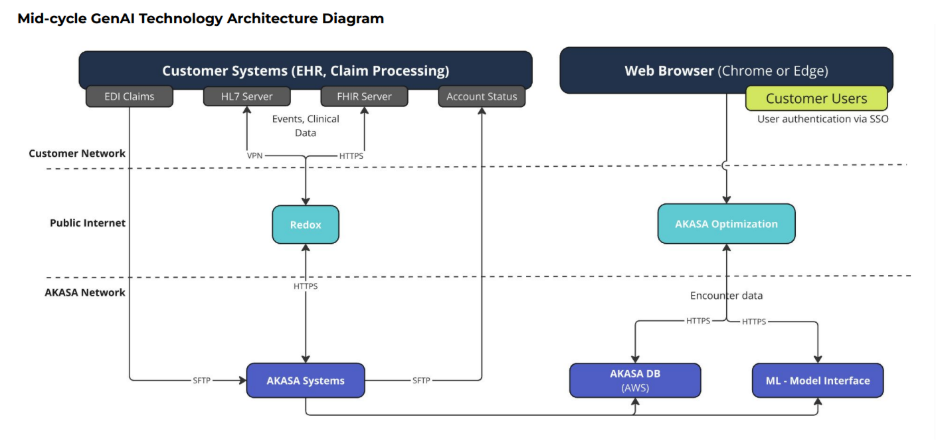 Mid-cycle GenAI Technology Architecture Diagram
Customer Systems (EHR, Claim Processing)
Web Browser (Chrome or Edge)
EDI Claims
HL7 Server
FHIR Server
Account Status
Customer Users
Events, Clinical
Data
User authentication via SSO
Customer Network
VPN
HTTPS
Public Internet
Redox
AKASA Optimization
AKASA Network
HTTPS
Encounter data
HTTPS
HTTPS
SFTP
AKASA Systems
SFTP
AKASA DB
(AWS)
ML - Model Interface